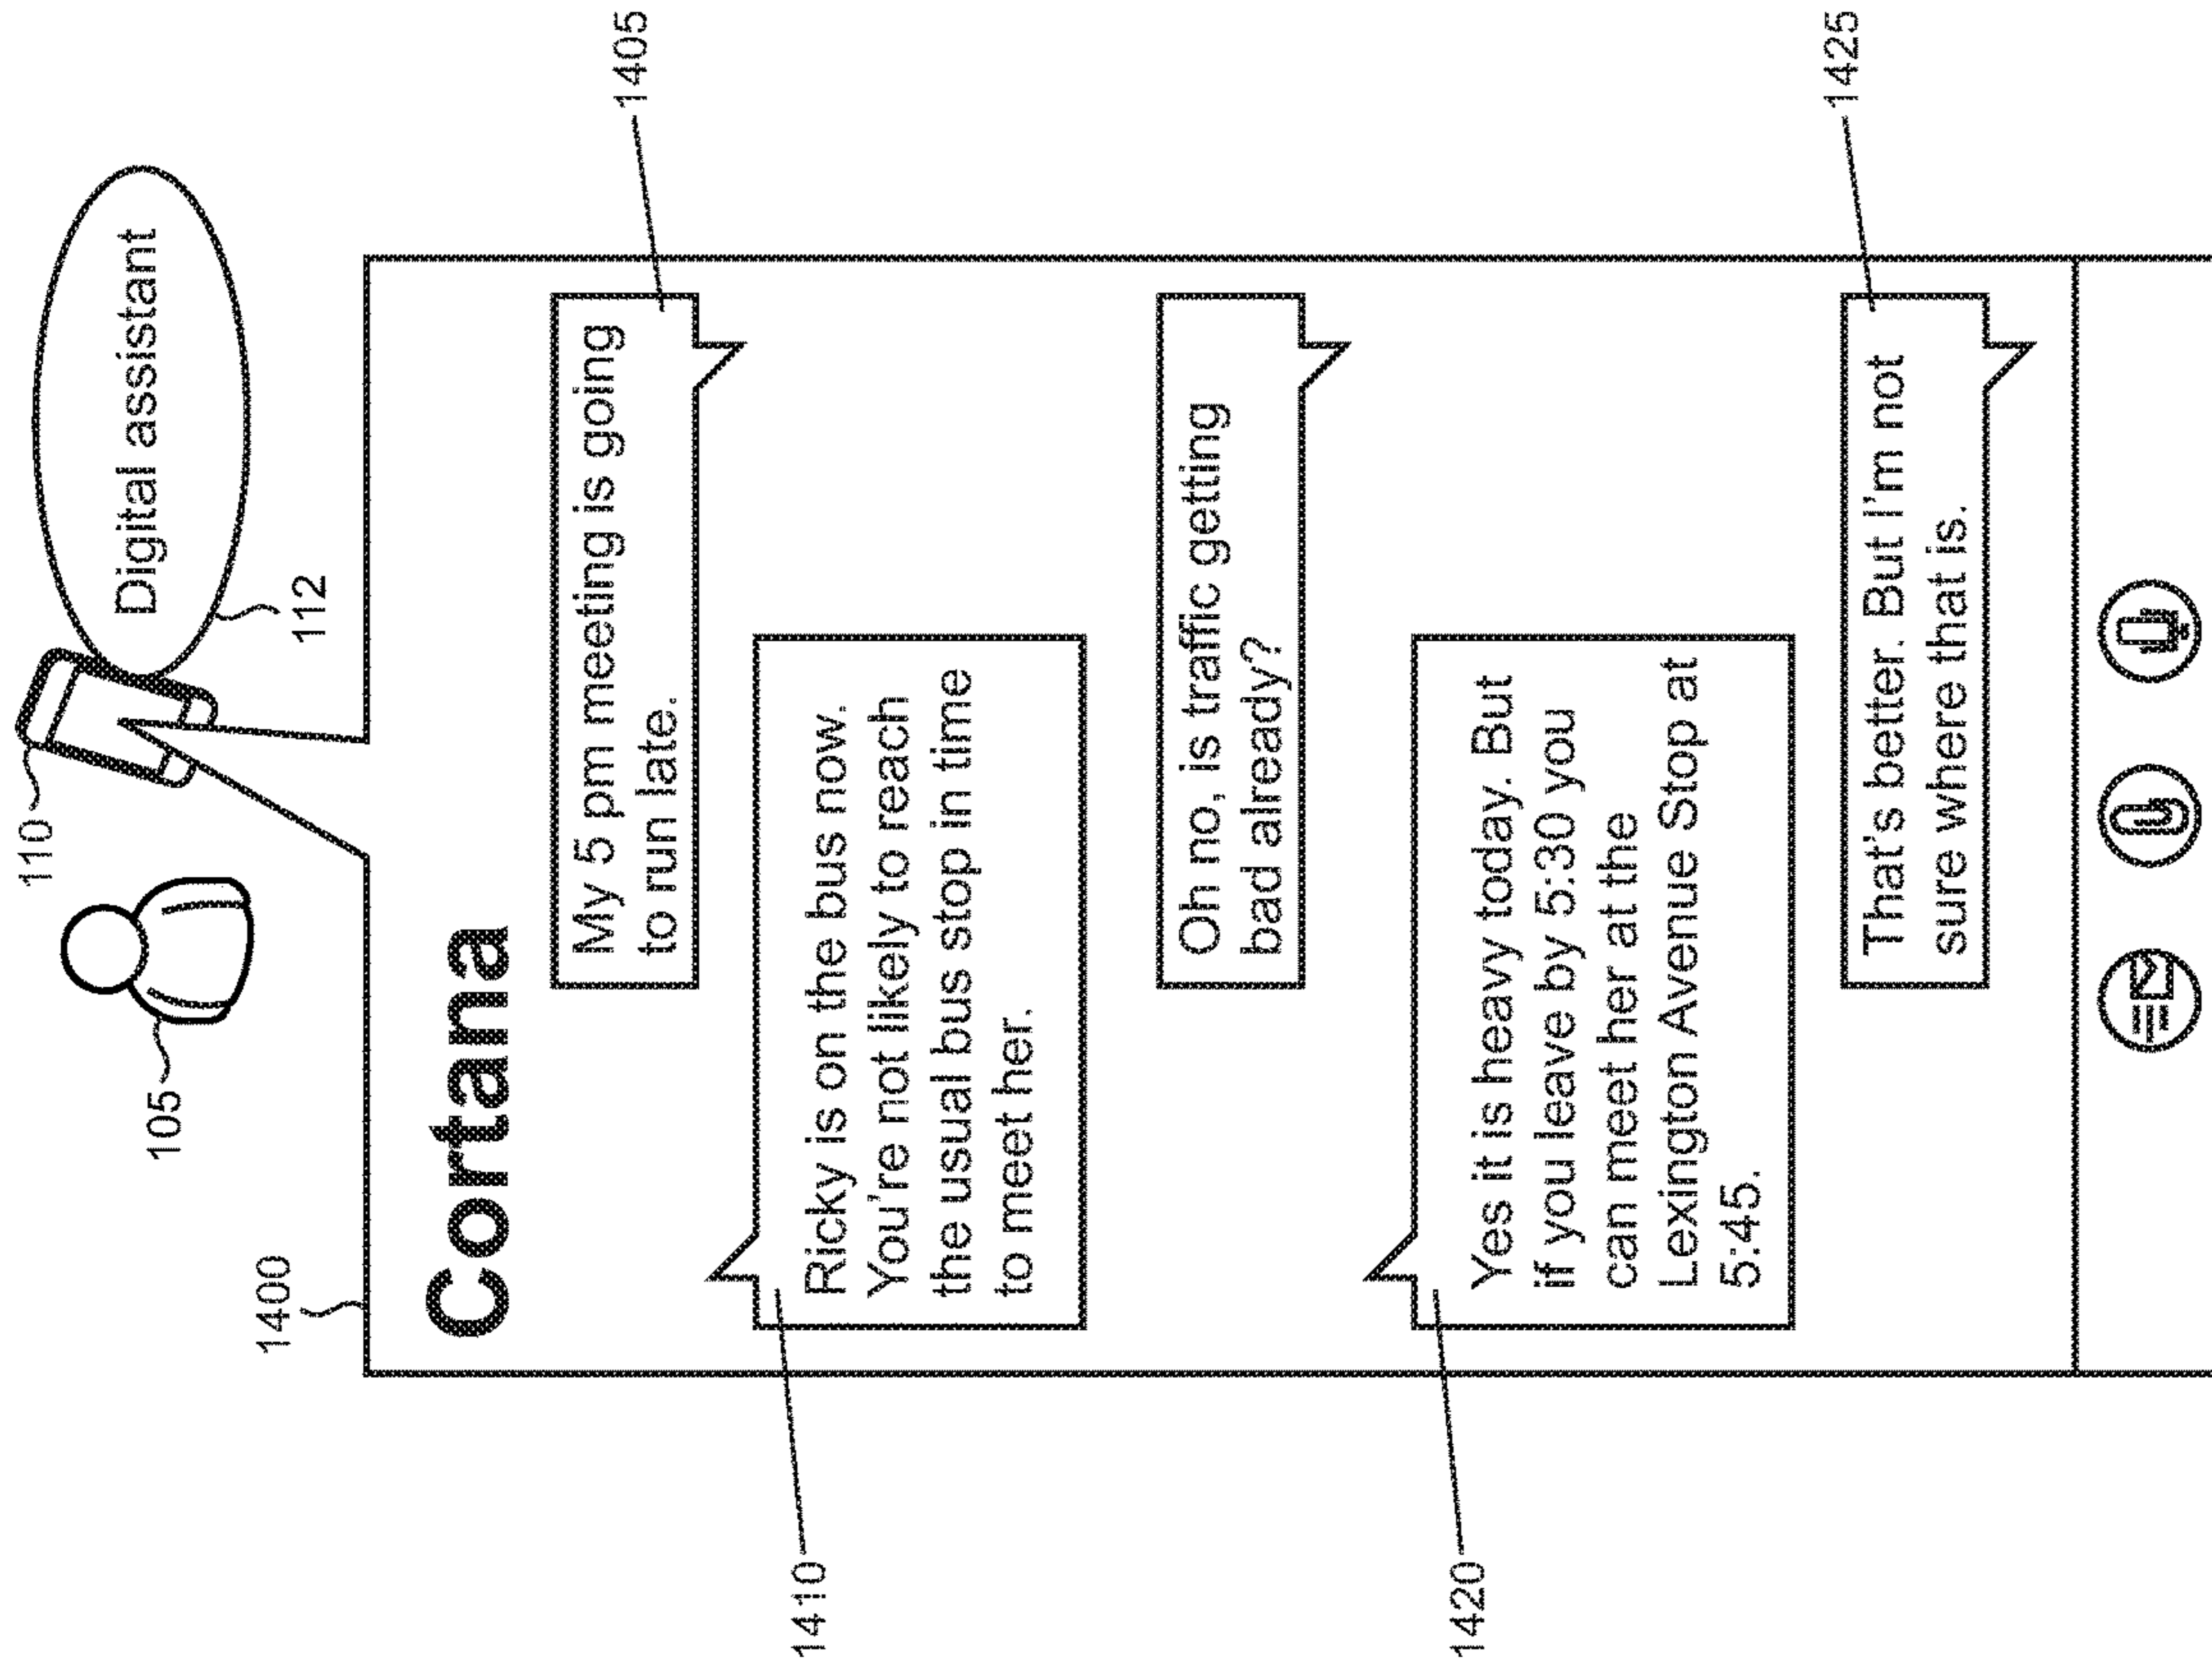 110
Digital assistant
105
112
1400
Cortana
My 5 pm meeting is going
to run late.
1405
Ricky is on the bus now.
You're not likely to reach
the usual bus stop in time
to meet her.
1410
Oh no, is traffic getting
bad already?
Yes it is heavy today. But
if you leave by 5:30 you
can meet her at the
Lexington Avenue Stop at
5:45.
1420
That's better. But I'm not
sure where that is.
1425